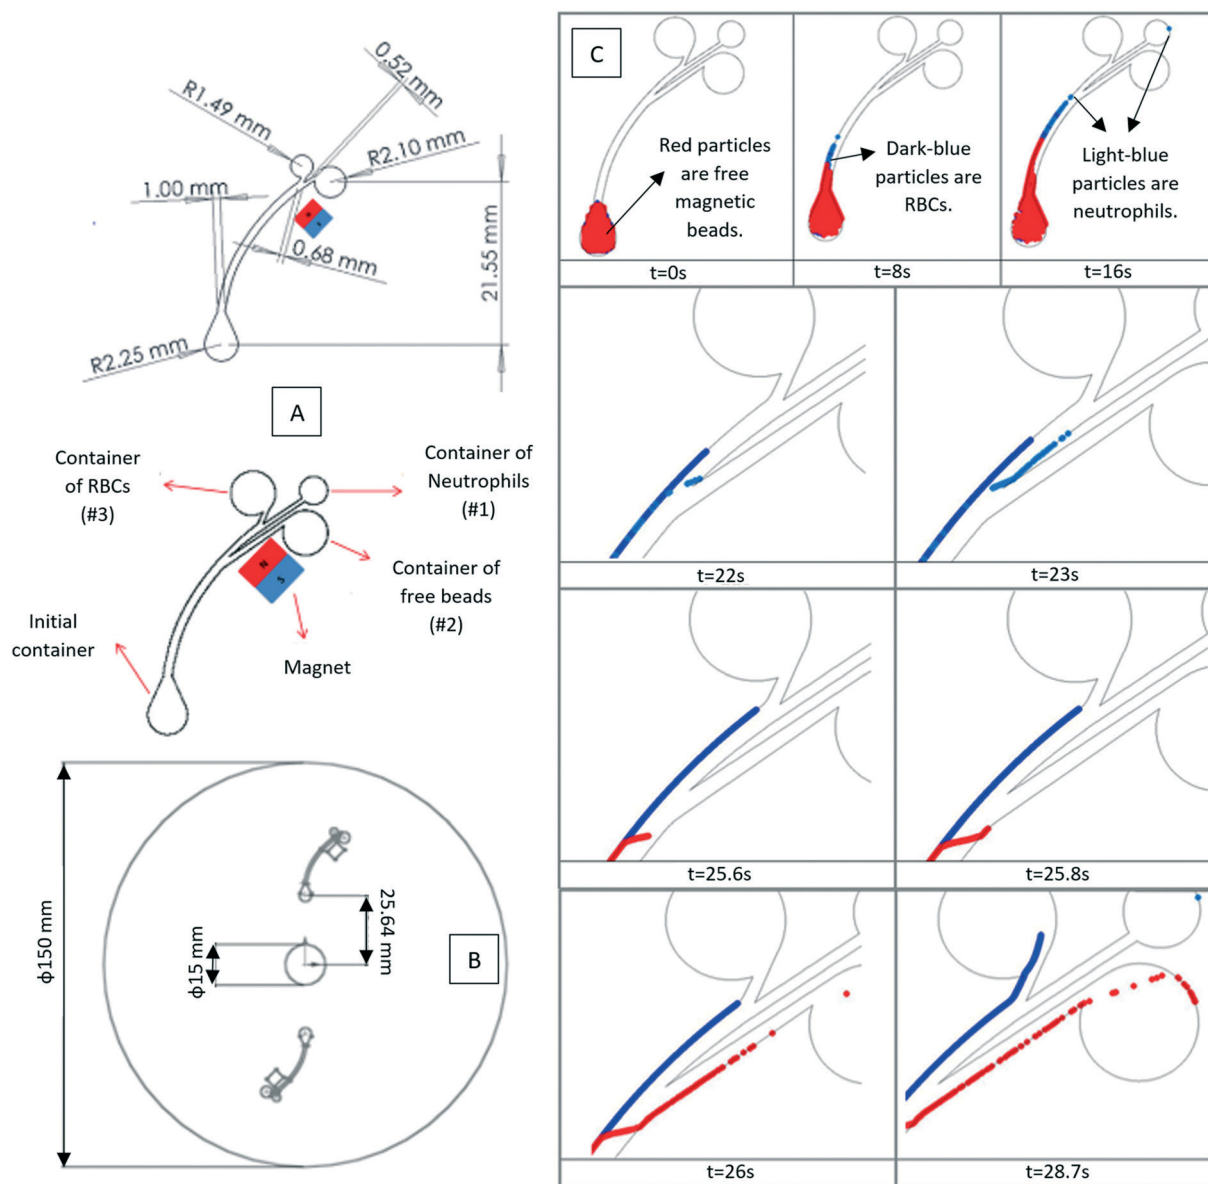 0.52 mm
R1.49 mm
R2.10 mm
1.00 mm
0.68 mm
21.55 mm
R2.25 mm
A
Container
of RBCs
(#3)
Container of
Neutrophils
(#1)
N
S
Container of
free beads
(#2)
Initial
container
Magnet
ɸ150 mm
ɸ15 mm
25.64 mm
B
C
Red particles
are free
magnetic
beads.
Dark-blue
particles are
RBCs.
Light-blue
particles are
neutrophils.
t=0s
t=8s
t=16s
t=22s
t=23s
t=25.6s
t=25.8s
t=26s
t=28.7s